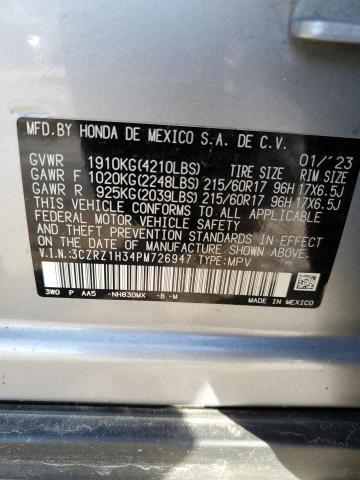 MFD.BY HONDA DE MEXICO S.A. DE C.V.
01/'23
GVWR 1910KG(4210LBS) TIRE SIZE RIM SIZE
GAWR F 1020KG(2248LBS) 215/60R17 96H 17X6.5J
GAWR R 925KG(2039LBS) 215/60R17 96H 17X6.5J
THIS VEHICLE CONFORMS TO ALL APPLICABLE
FEDERAL MOTOR VEHICLE SAFETY, BUMPER, AND
THEFT PREVENTION STANDARDS IN EFFECT ON THE
DATE OF MANUFACTURE SHOWN ABOVE.
V.I.N.:3CZRZ1H34PM726947 TYPE:MPV
3W0 P AA5 -NH830MX -B -M MADE IN MEXICO